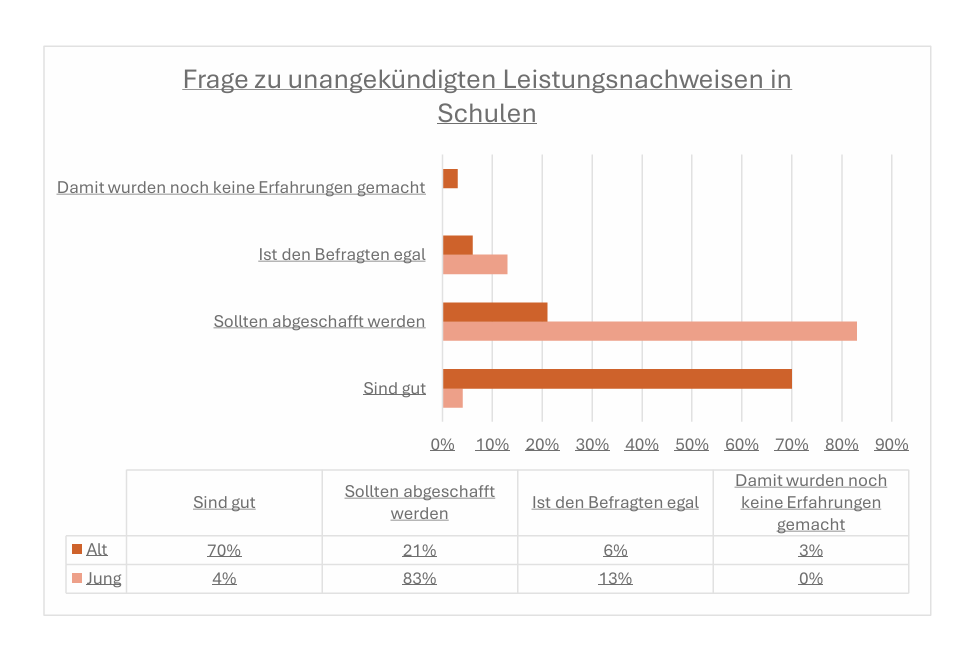 Frage zu unangekündigten Leistungsnachweisen in
Schulen
Damit wurden noch keine Erfahrungen gemacht
Ist den Befragten egal
Sollten abgeschafft werden
Sind gut
0% 10% 20% 30% 40% 50% 60% 70% 80% 90%
Sind gut
Sollten abgeschafft
werden
Ist den Befragten egal
Damit wurden noch
keine Erfahrungen
gemacht
Alt 70% 21% 6% 3%
Jung 4% 83% 13% 0%